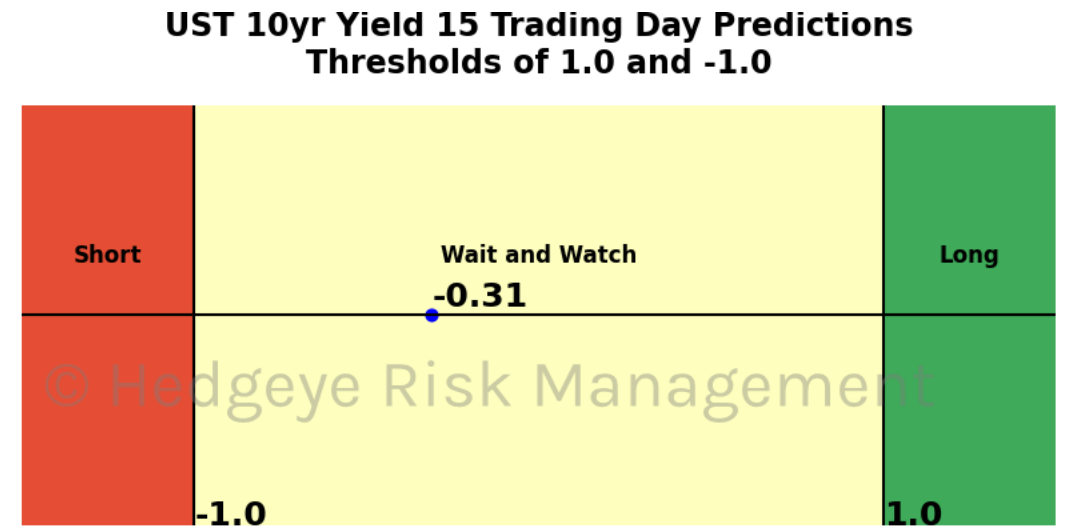 UST 10yr Yield 15 Trading Day Predictions
Thresholds of 1.0 and -1.0
Short
Wait and Watch
Long
-0.31
© Hedgeye Risk Management
-1.0
1.0